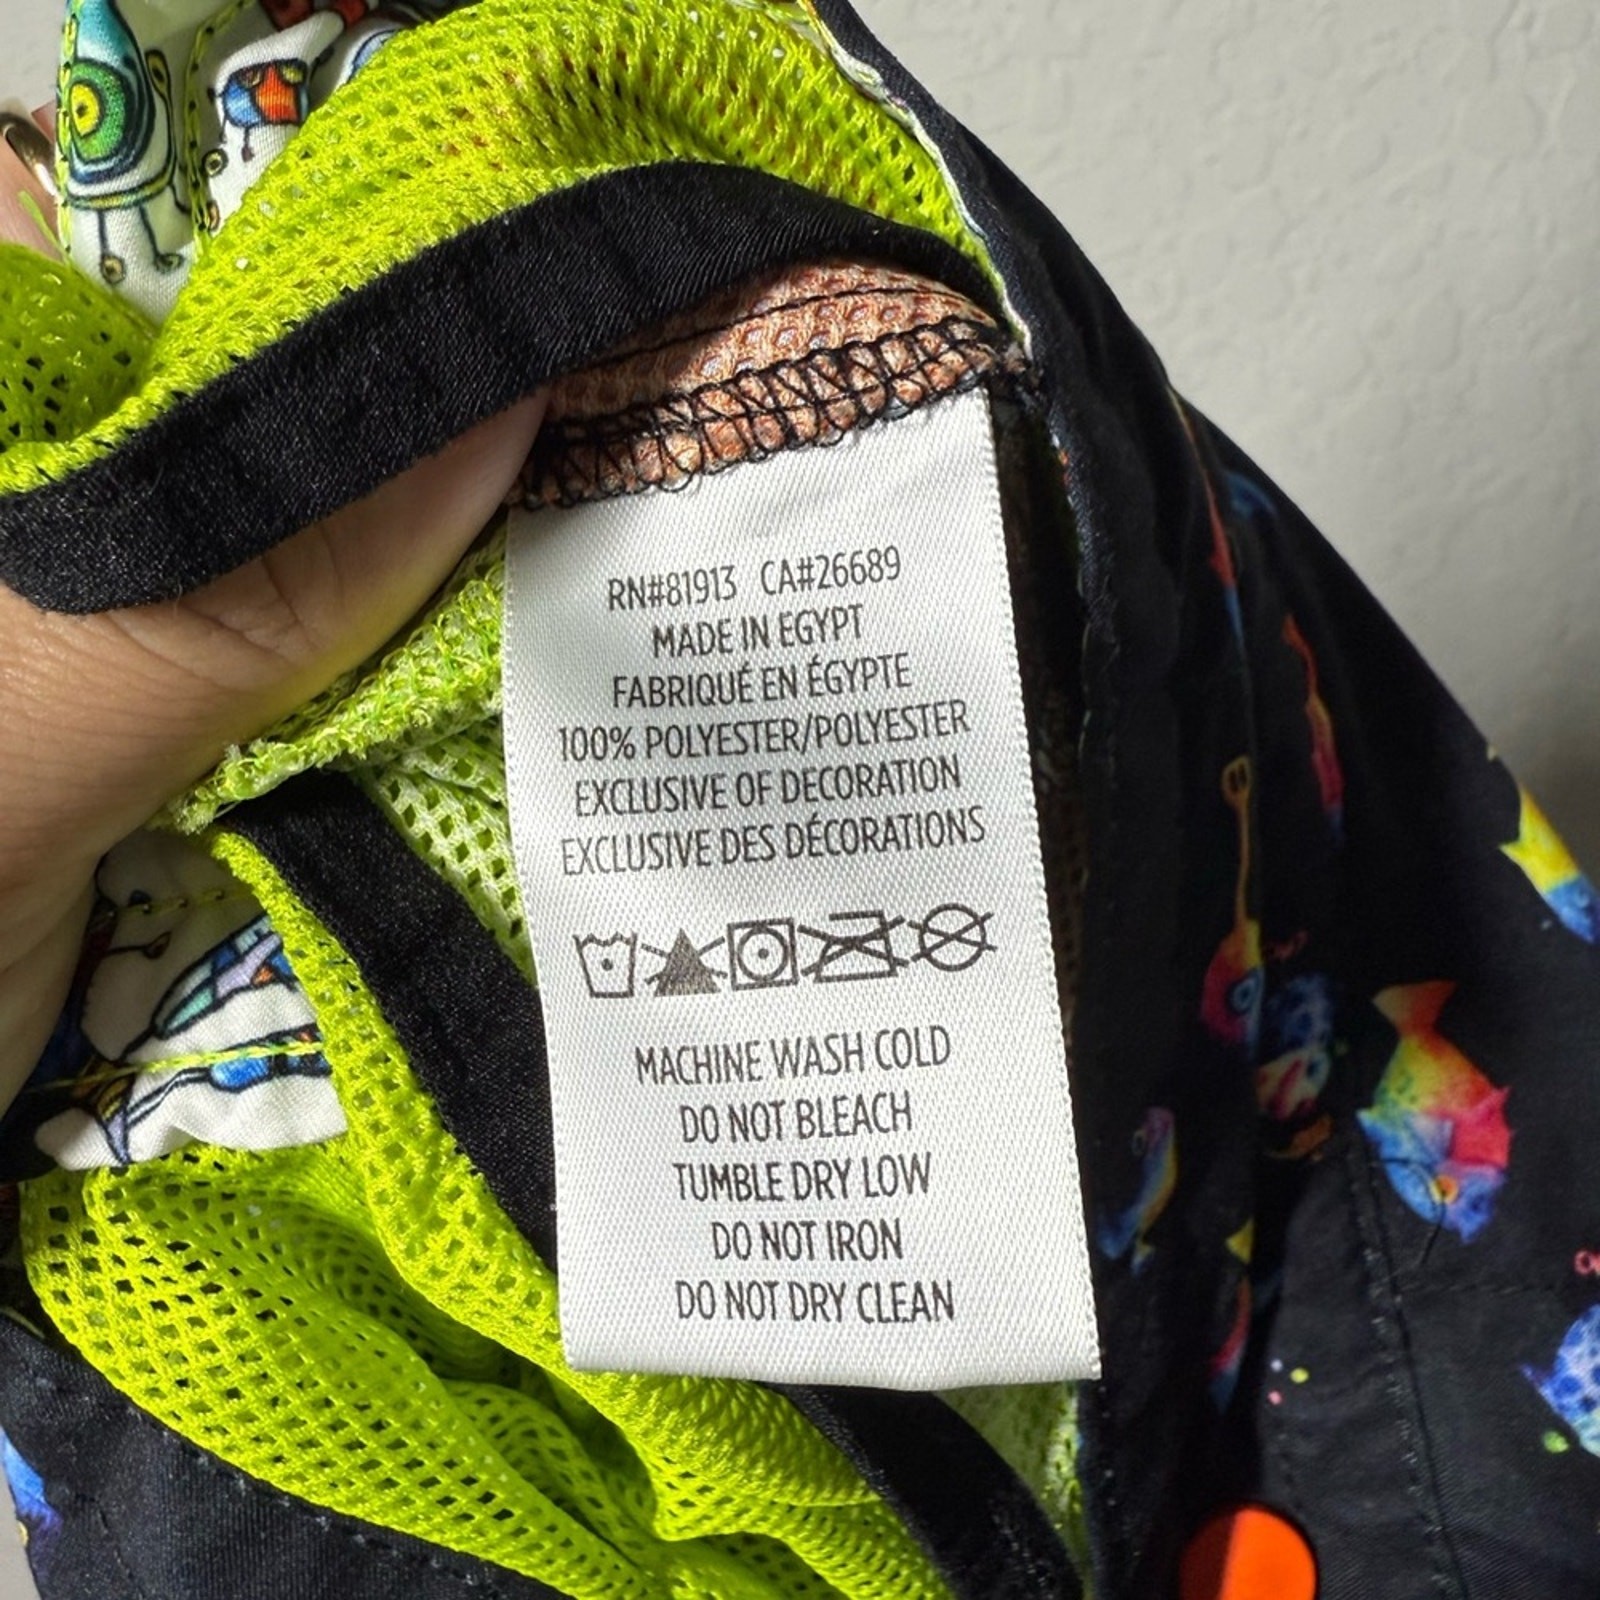 RN#81913 CA#26689
MADE IN EGYPT
FABRIQUÉ EN ÉGYPTE
100% POLYESTER/POLYESTER
EXCLUSIVE OF DECORATION
EXCLUSIVE DES DÉCORATIONS
MACHINE WASH COLD
DO NOT BLEACH
TUMBLE DRY LOW
DO NOT IRON
DO NOT DRY CLEAN